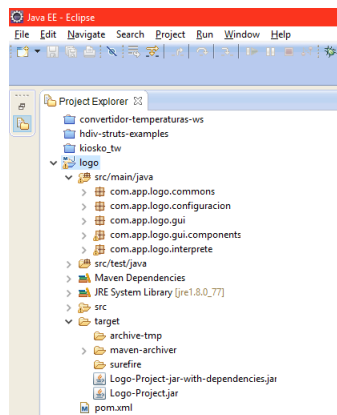 Java EE - Eclipse
File Edit Navigate Search Project Run Window Help
Project Explorer
convertidor-temperaturas-ws
hdiv-struts-examples
kiosko_tw
logo
src/main/java
com.app.logo.commons
com.app.logo.configuracion
com.app.logo.gui
com.app.logo.gui.components
com.app.logo.interprete
src/test/java
Maven Dependencies
JRE System Library [jre1.8.0_77]
src
target
archive-tmp
maven-archiver
surefire
Logo-Project-jar-with-dependencies.jar
Logo-Project.jar
pom.xml